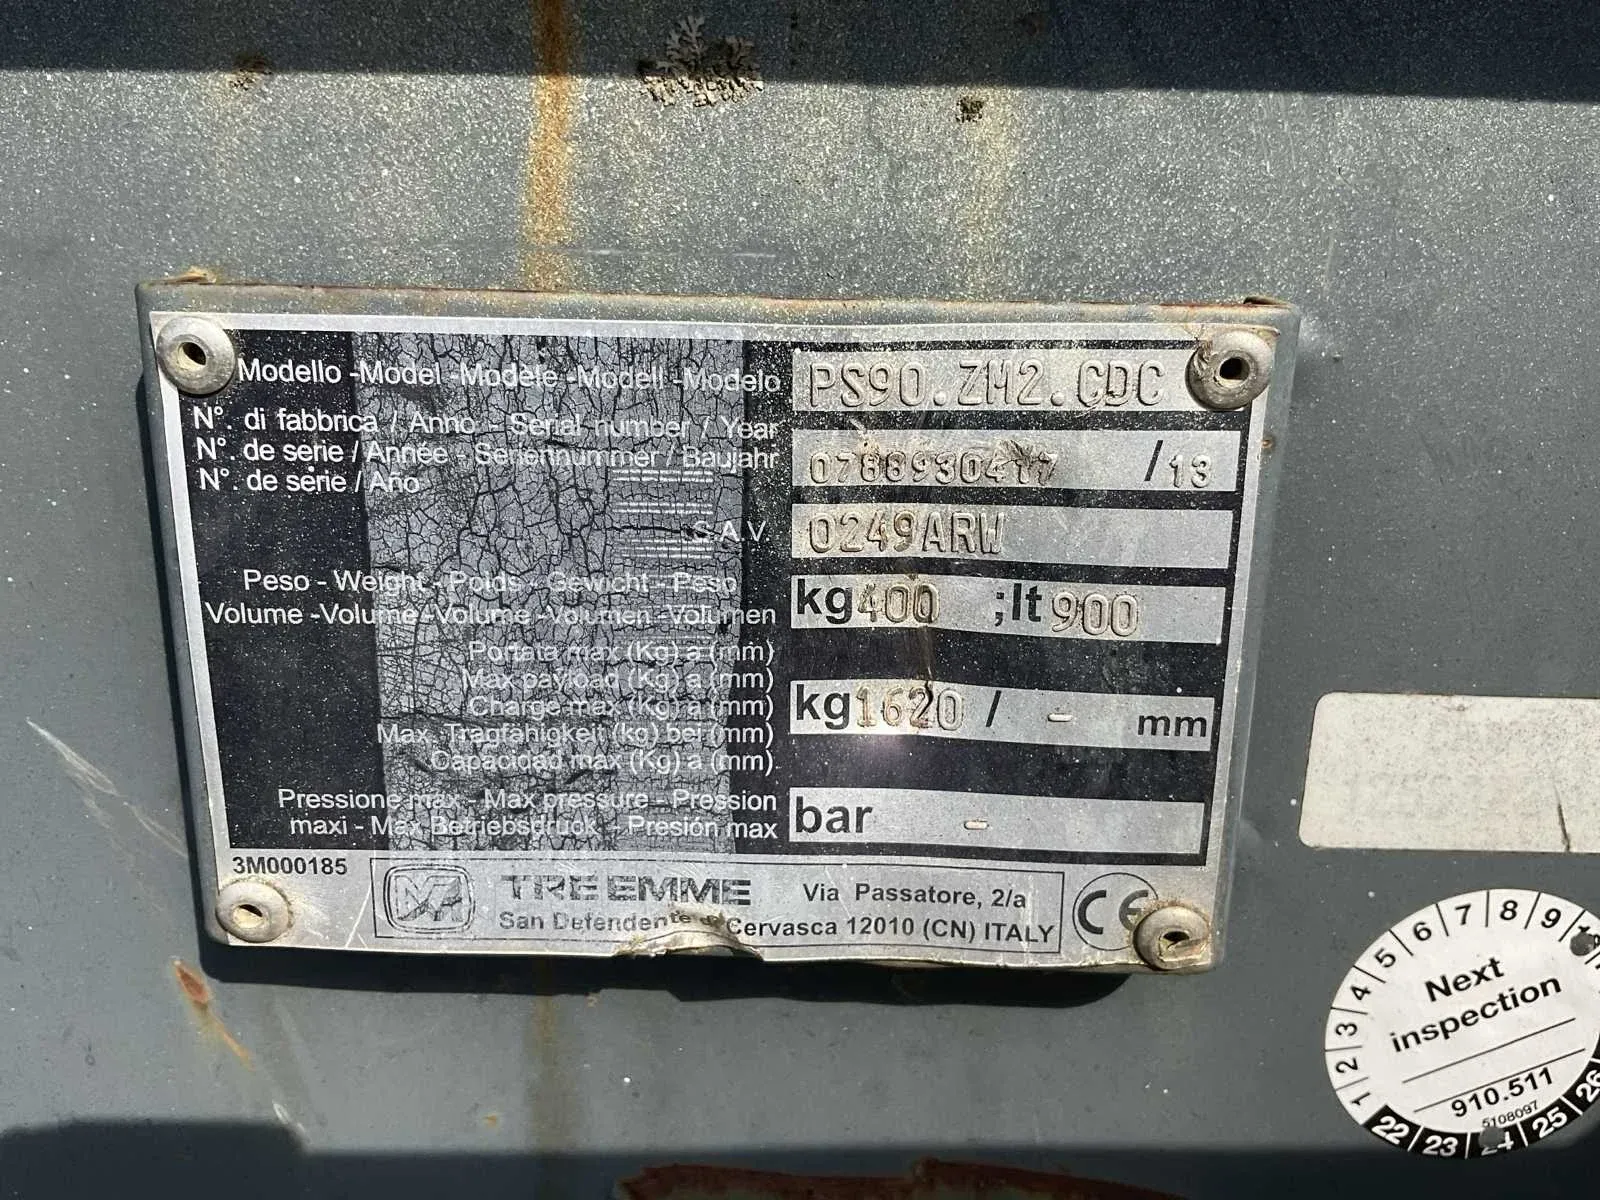 Modello -Model -Modèle -Modell -Modelo PS90.ZM2.CDC
N°. di fabbrica / Anno - Serial number / Year
N°. de serie / Année - Seriennummer / Baujahr 0788930417 /13
N°. de série / Año
S.A.V. 0249ARW
Peso - Weight - Poids - Gewicht - Peso
Volume -Volume -Volume -Volumen -Volumen kg400 ;lt900
Portata max (Kg) a (mm)
Max payload (Kg) a (mm)
Charge max (Kg) a (mm) kg1620 / - mm
Max. Tragfähigkeit (kg) bei (mm)
Capacidad max (Kg) a (mm).
Pressione max - Max pressure - Pression
maxi - Max Betriebsdruck - Presión max bar -
3M000185
TRE EMME Via Passatore, 2/a
San Defendente di Cervasca 12010 (CN) ITALY
CE
1 2 3 4 5 6 7 8 9
Next
inspection
910.511
5108097
22 23 24 25 26